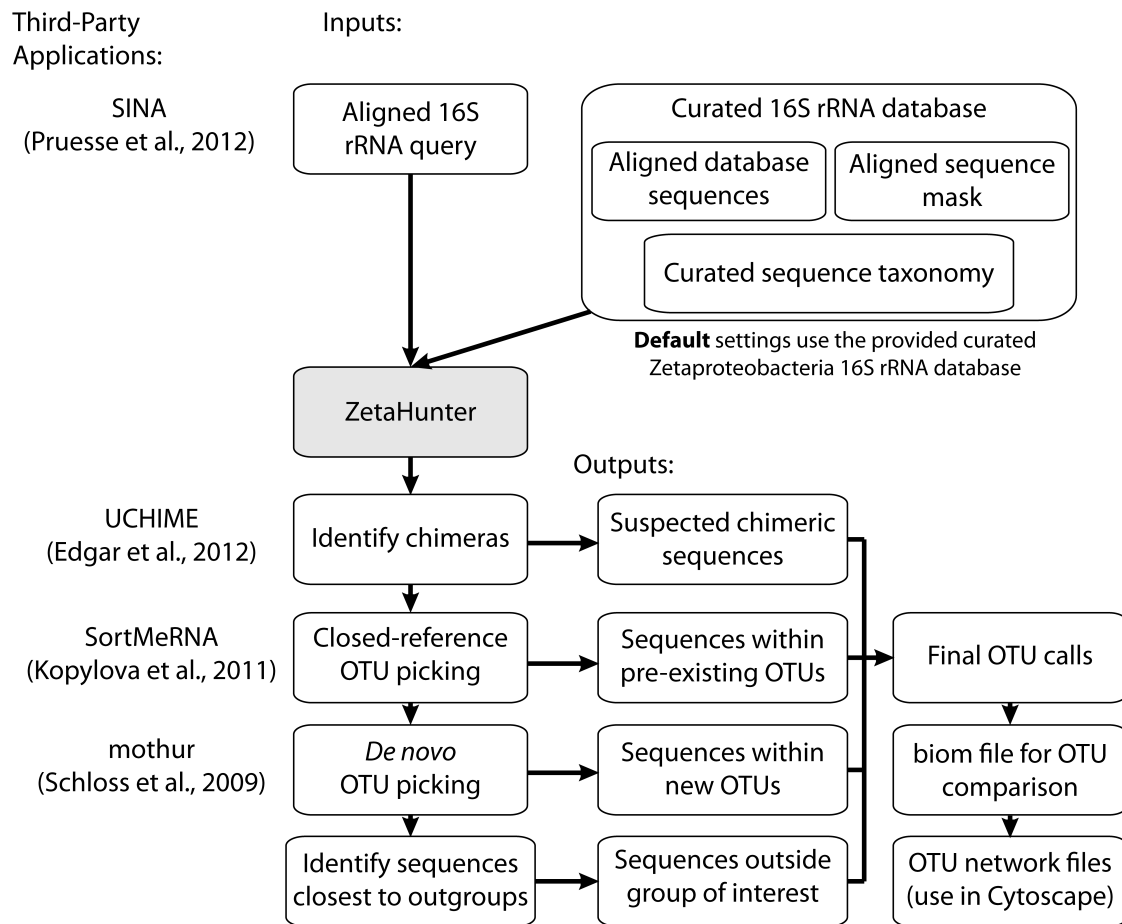 Third-Party
Applications:
Inputs:
SINA
(Pruesse et al., 2012)
Aligned 16S
rRNA query
Curated 16S rRNA database
Aligned database
sequences
Aligned sequence
mask
Curated sequence taxonomy
Default settings use the provided curated
Zetaproteobacteria 16S rRNA database
ZetaHunter
Outputs:
UCHIME
(Edgar et al., 2012)
Identify chimeras
Suspected chimeric
sequences
SortMeRNA
(Kopylova et al., 2011)
Closed-reference
OTU picking
Sequences within
pre-existing OTUs
Final OTU calls
mothur
(Schloss et al., 2009)
De novo
OTU picking
Sequences within
new OTUs
biom file for OTU
comparison
Identify sequences
closest to outgroups
Sequences outside
group of interest
OTU network files
(use in Cytoscape)